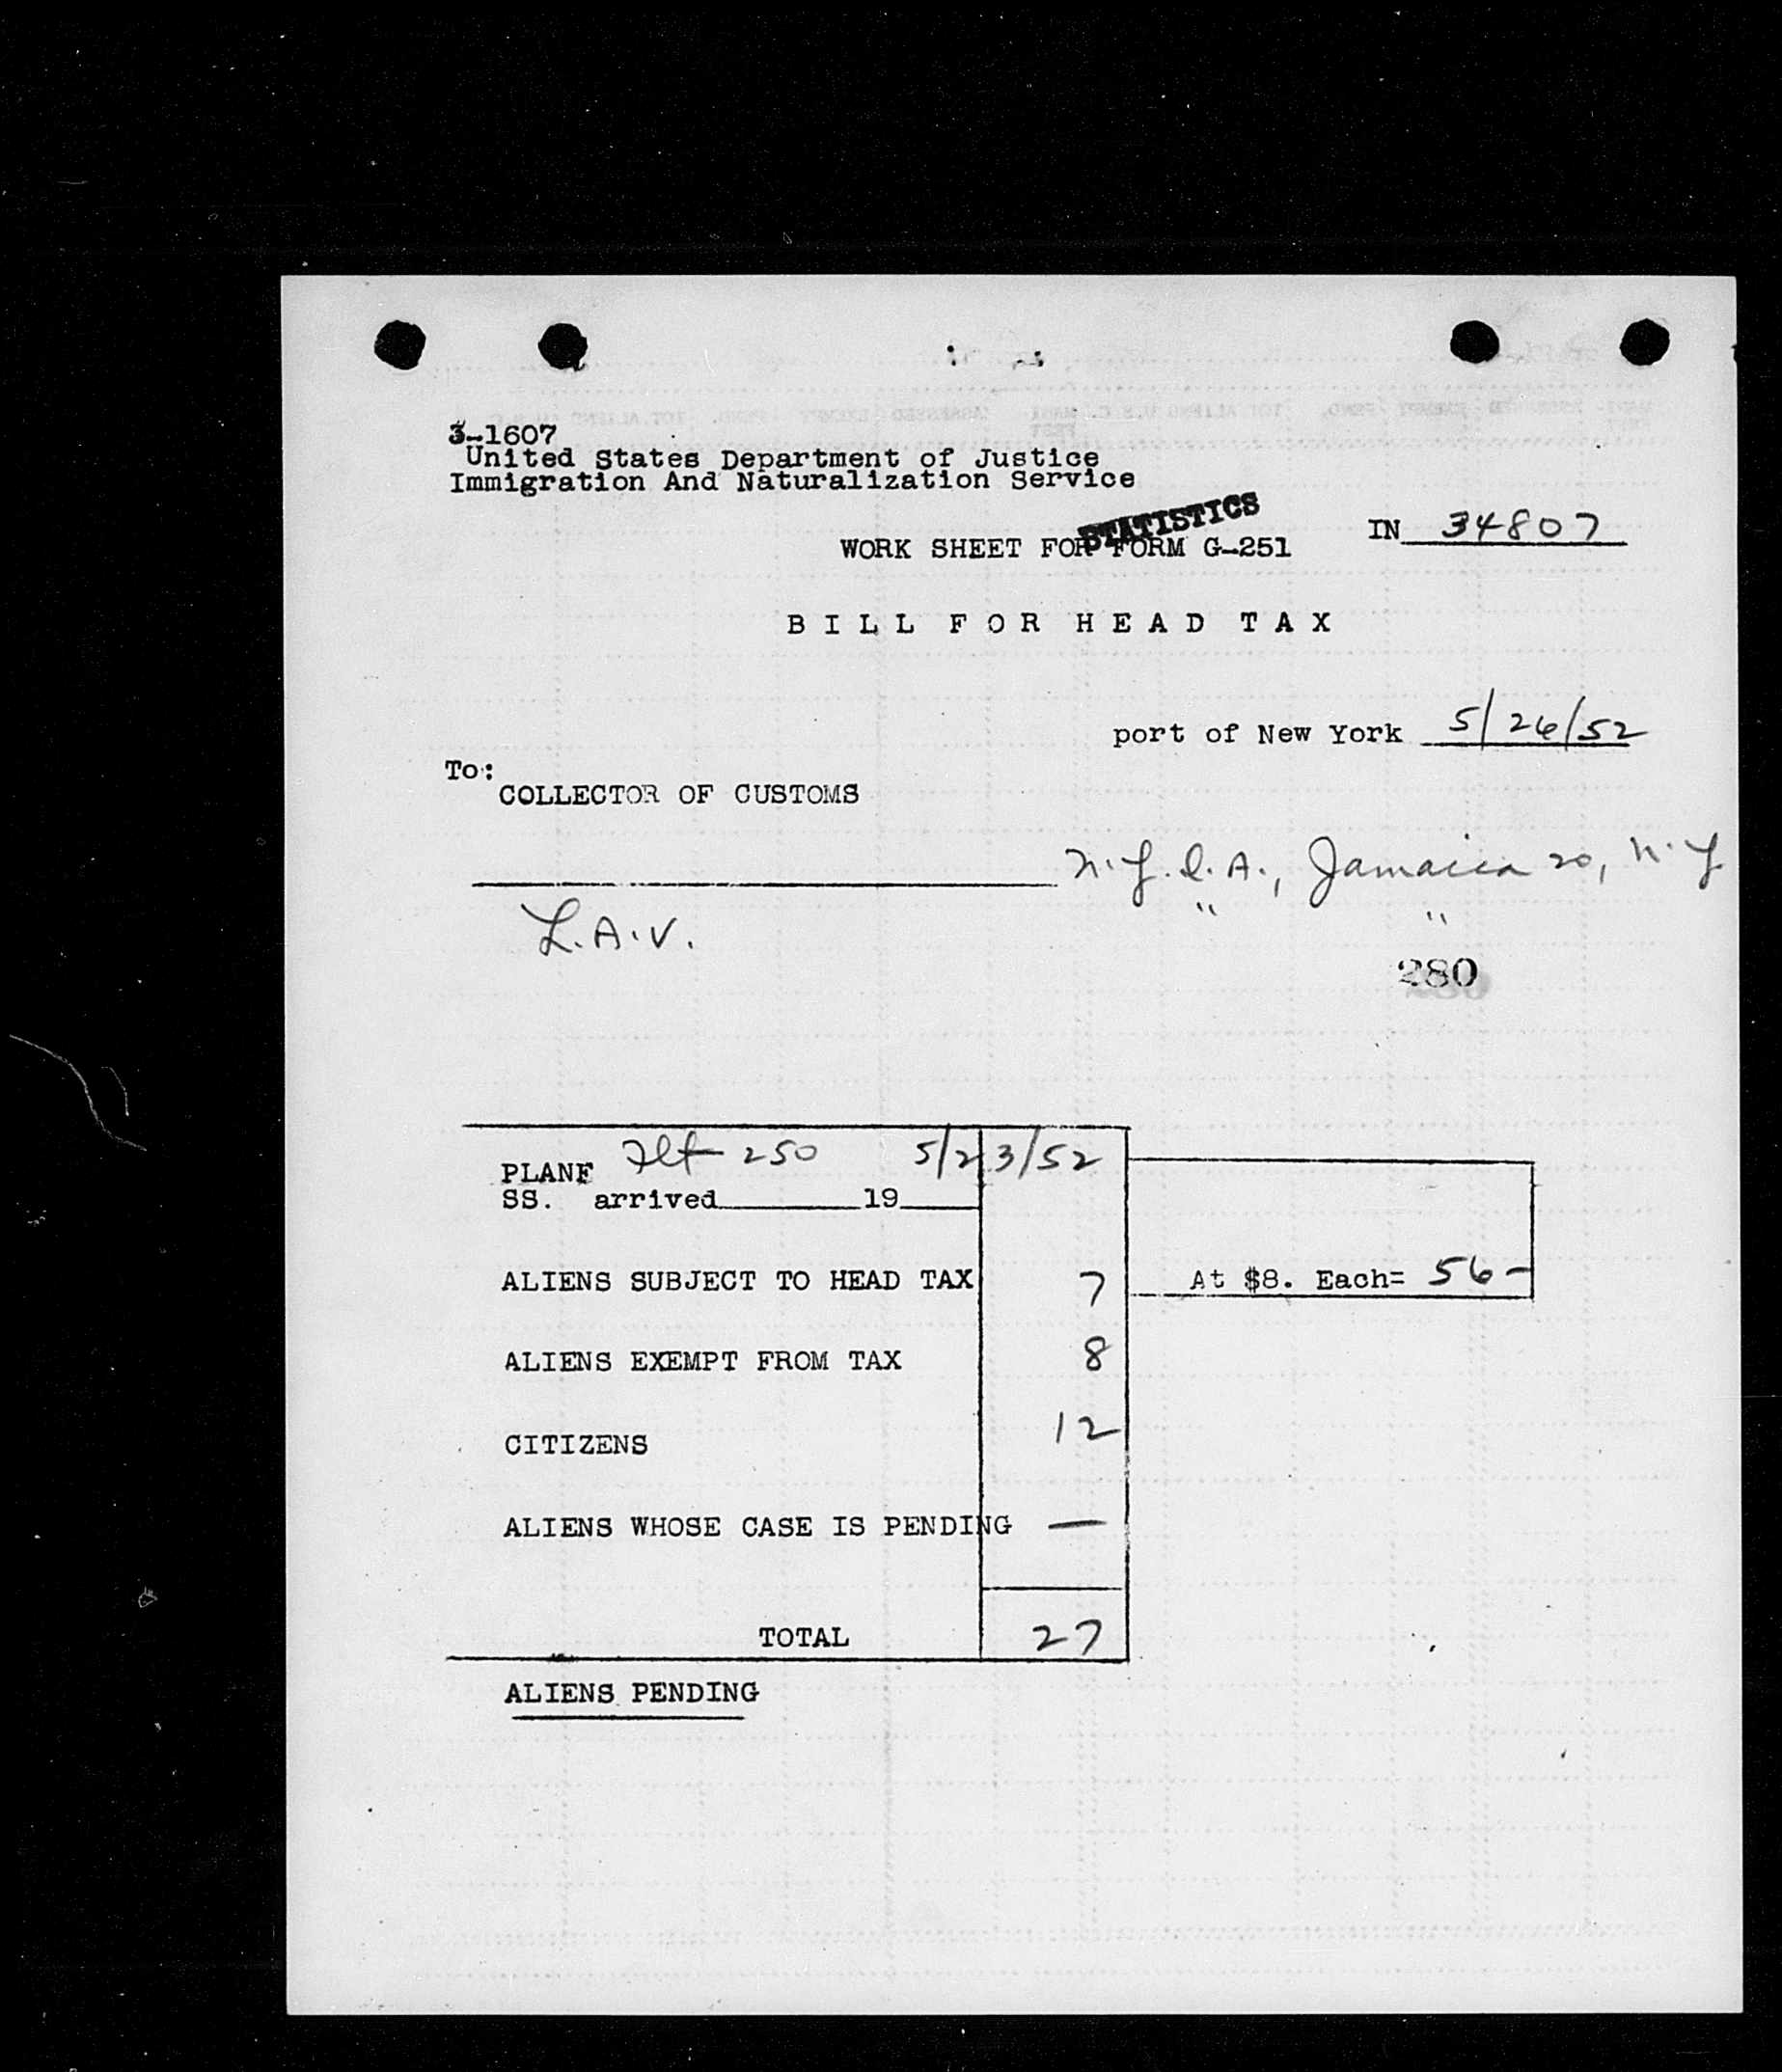 3-1607
United States Department of Justice
Immigration And Naturalization Service
STATISTICS
WORK SHEET FOR FORM G-251
IN 34807
BILL FOR HEAD TAX
port of New York 5/26/52
To:
COLLECTOR OF CUSTOMS
N.Y.I.A., Jamaica 20, N.Y
L.A.V. " "
280
PLANE Flt 250 5/23/52
SS. arrived 19
ALIENS SUBJECT TO HEAD TAX 7 At $8. Each= 56-
ALIENS EXEMPT FROM TAX 8
CITIZENS 12
ALIENS WHOSE CASE IS PENDING —
TOTAL 27
ALIENS PENDING